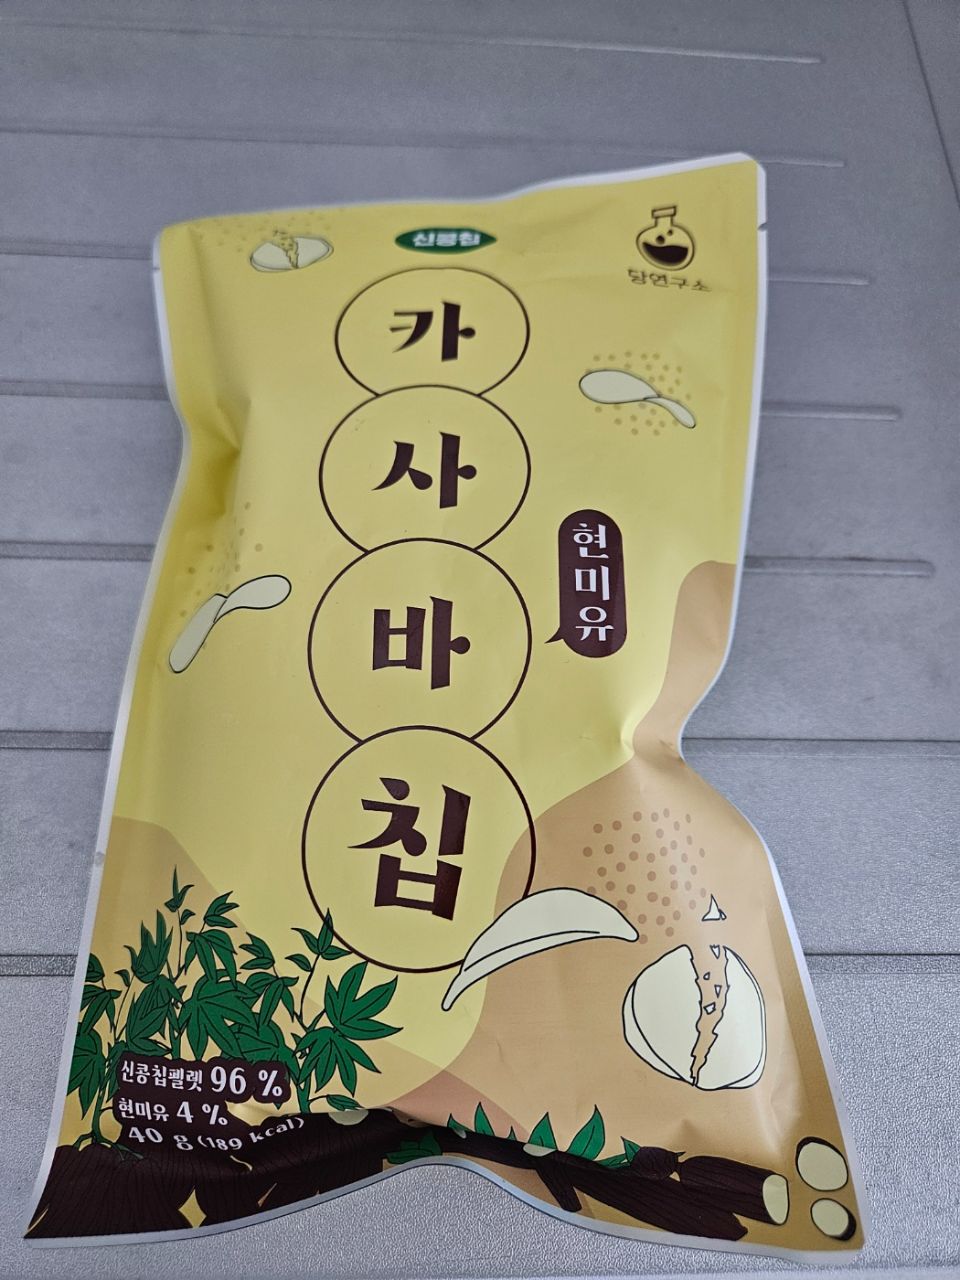 신콩칩
당연구소
카
사
바
칩
현미유
신콩칩펠렛 96 %
현미유 4 %
40 g (189 kcal)